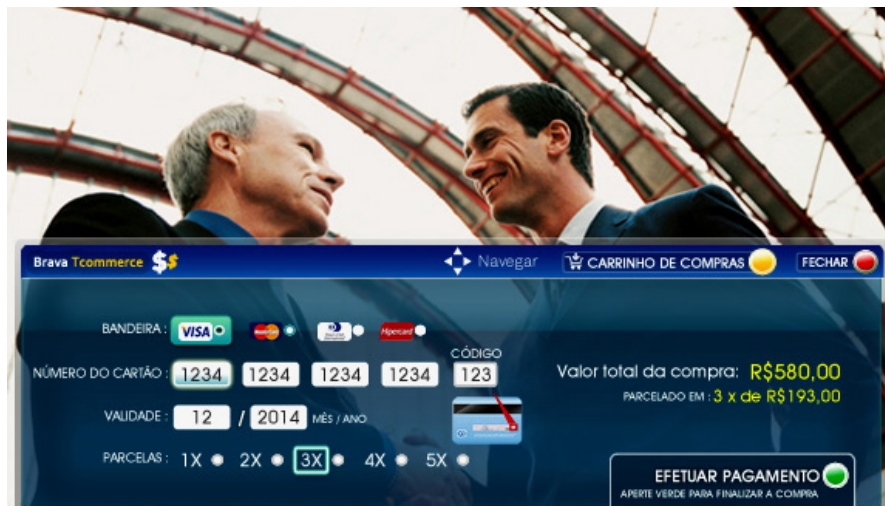 Brava Tcommerce $$ Navegar CARRINHO DE COMPRAS FECHAR
BANDEIRA : VISA MasterCard Hipercard
CÓDIGO
NÚMERO DO CARTÃO : 1234 1234 1234 1234 123
Valor total da compra: R$580,00
PARCELADO EM : 3 x de R$193,00
VALIDADE : 12 / 2014 MÊS / ANO
PARCELAS : 1X 2X 3X 4X 5X
EFETUAR PAGAMENTO
APERTE VERDE PARA FINALIZAR A COMPRA